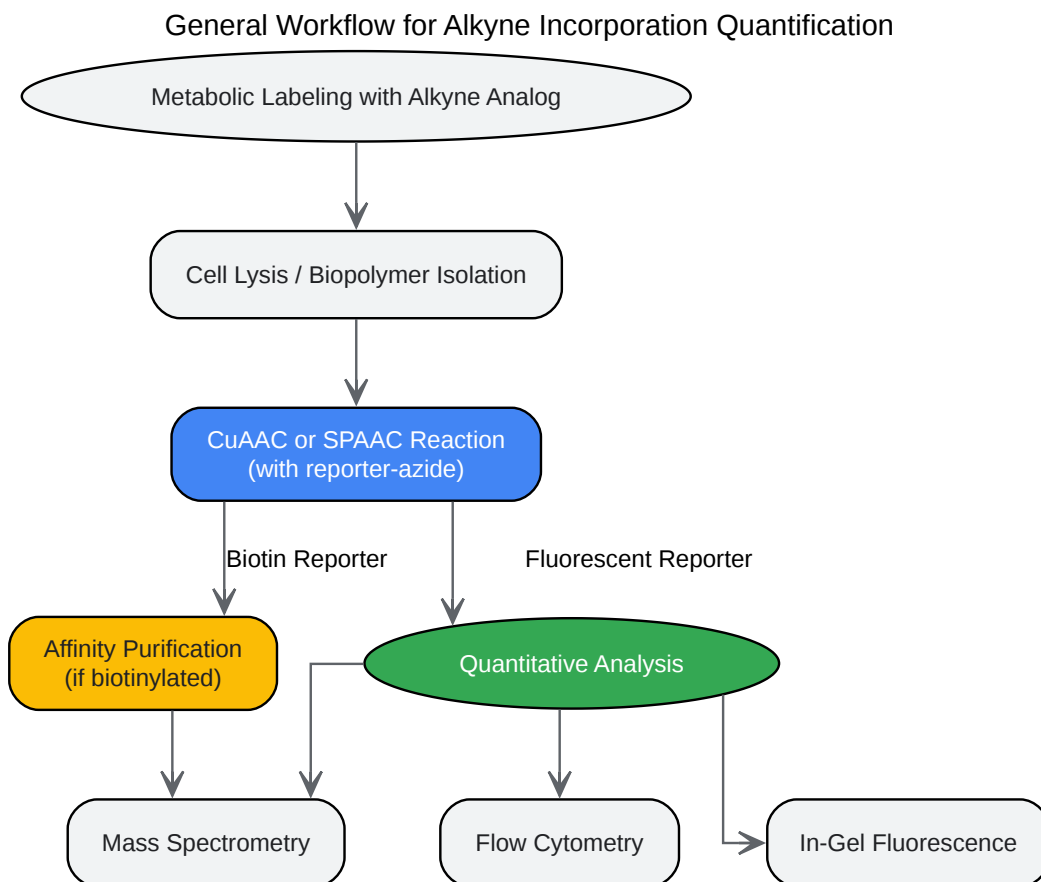 General Workflow for Alkyne Incorporation Quantification
Metabolic Labeling with Alkyne Analog
Cell Lysis / Biopolymer Isolation
CuAAC or SPAAC Reaction
(with reporter-azide)
Biotin Reporter
Fluorescent Reporter
Affinity Purification
(if biotinylated)
Quantitative Analysis
Mass Spectrometry
Flow Cytometry
In-Gel Fluorescence